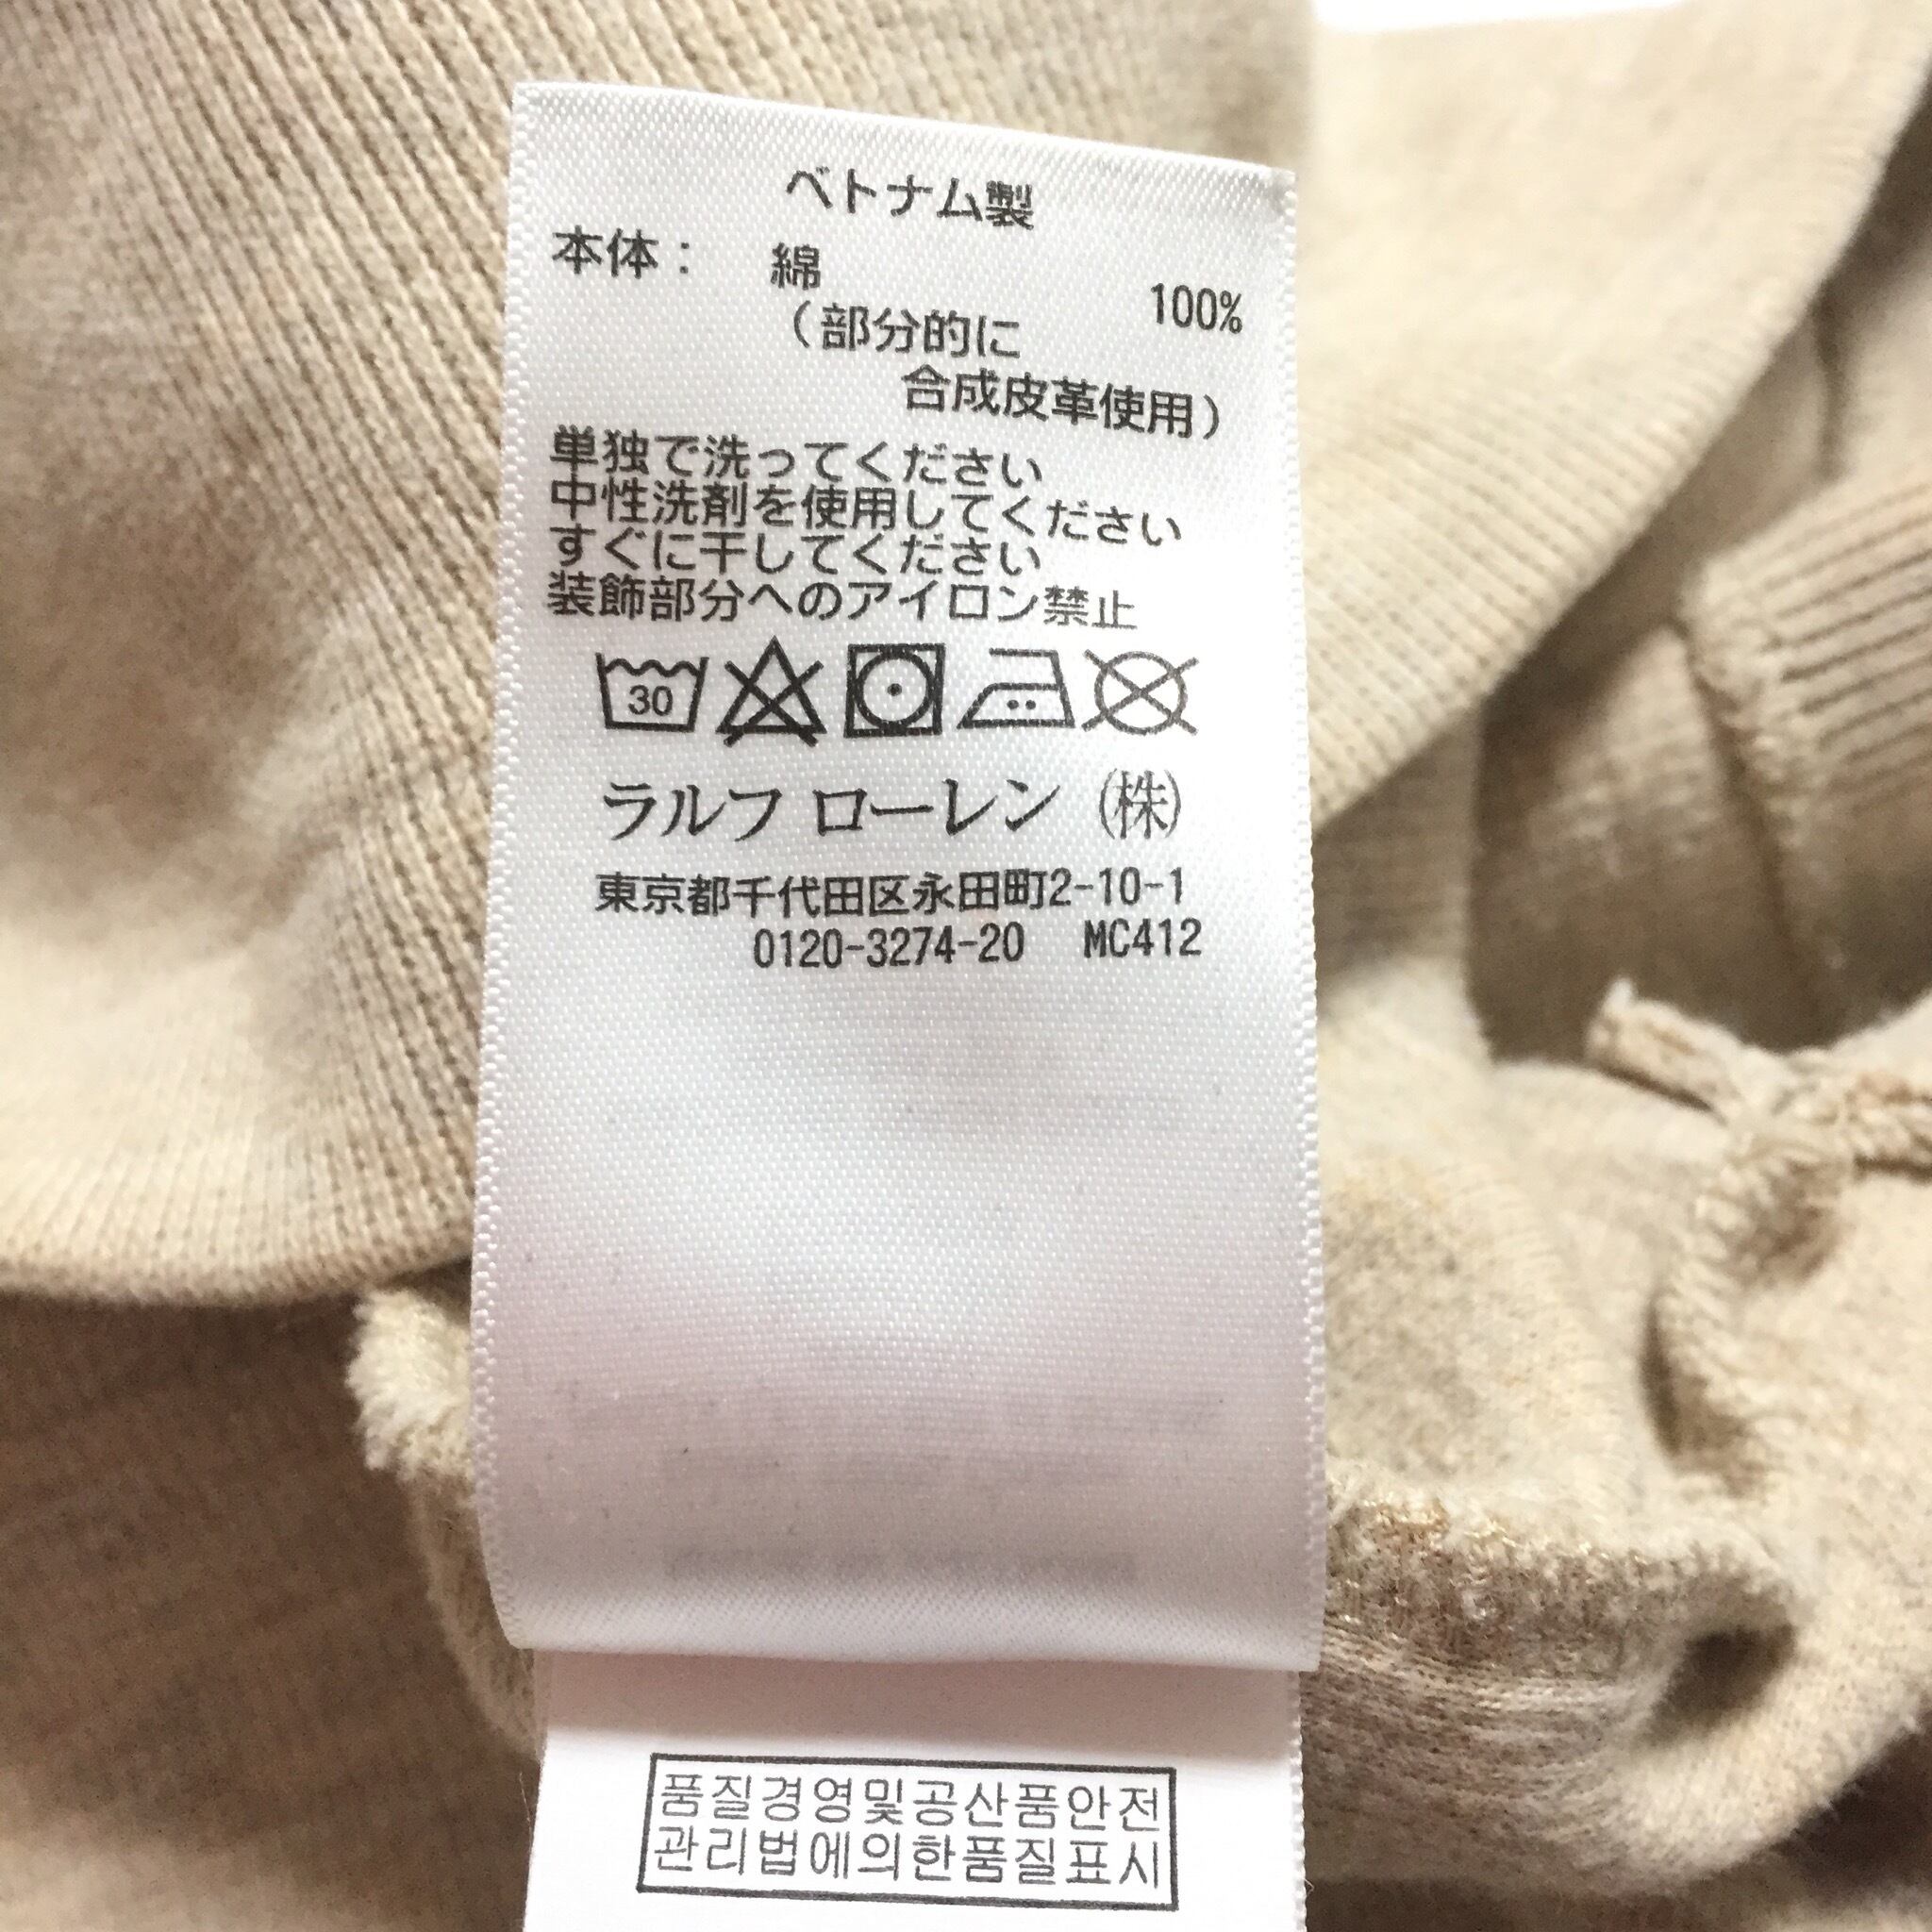 ベトナム製
本体： 綿 100%
（部分的に
合成皮革使用）
単独で洗ってください
中性洗剤を使用してください
すぐに干してください
装飾部分へのアイロン禁止
30
ラルフ ローレン ㈱
東京都千代田区永田町2-10-1
0120-3274-20 MC412
품질경영및공산품안전
관리법에의한품질표시